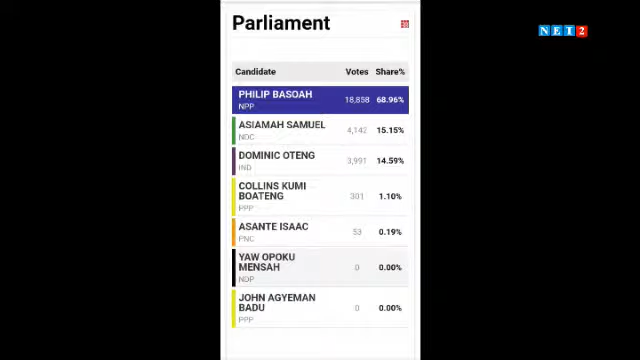 Parliament
NET2
Candidate Votes Share%
PHILIP BASOAH 18,858 68.96%
NPP
ASIAMAH SAMUEL 4,142 15.15%
NDC
DOMINIC OTENG 3,991 14.59%
IND
COLLINS KUMI
BOATENG 301 1.10%
PPP
ASANTE ISAAC 53 0.19%
PNC
YAW OPOKU
MENSAH 0 0.00%
NDP
JOHN AGYEMAN
BADU 0 0.00%
PPP